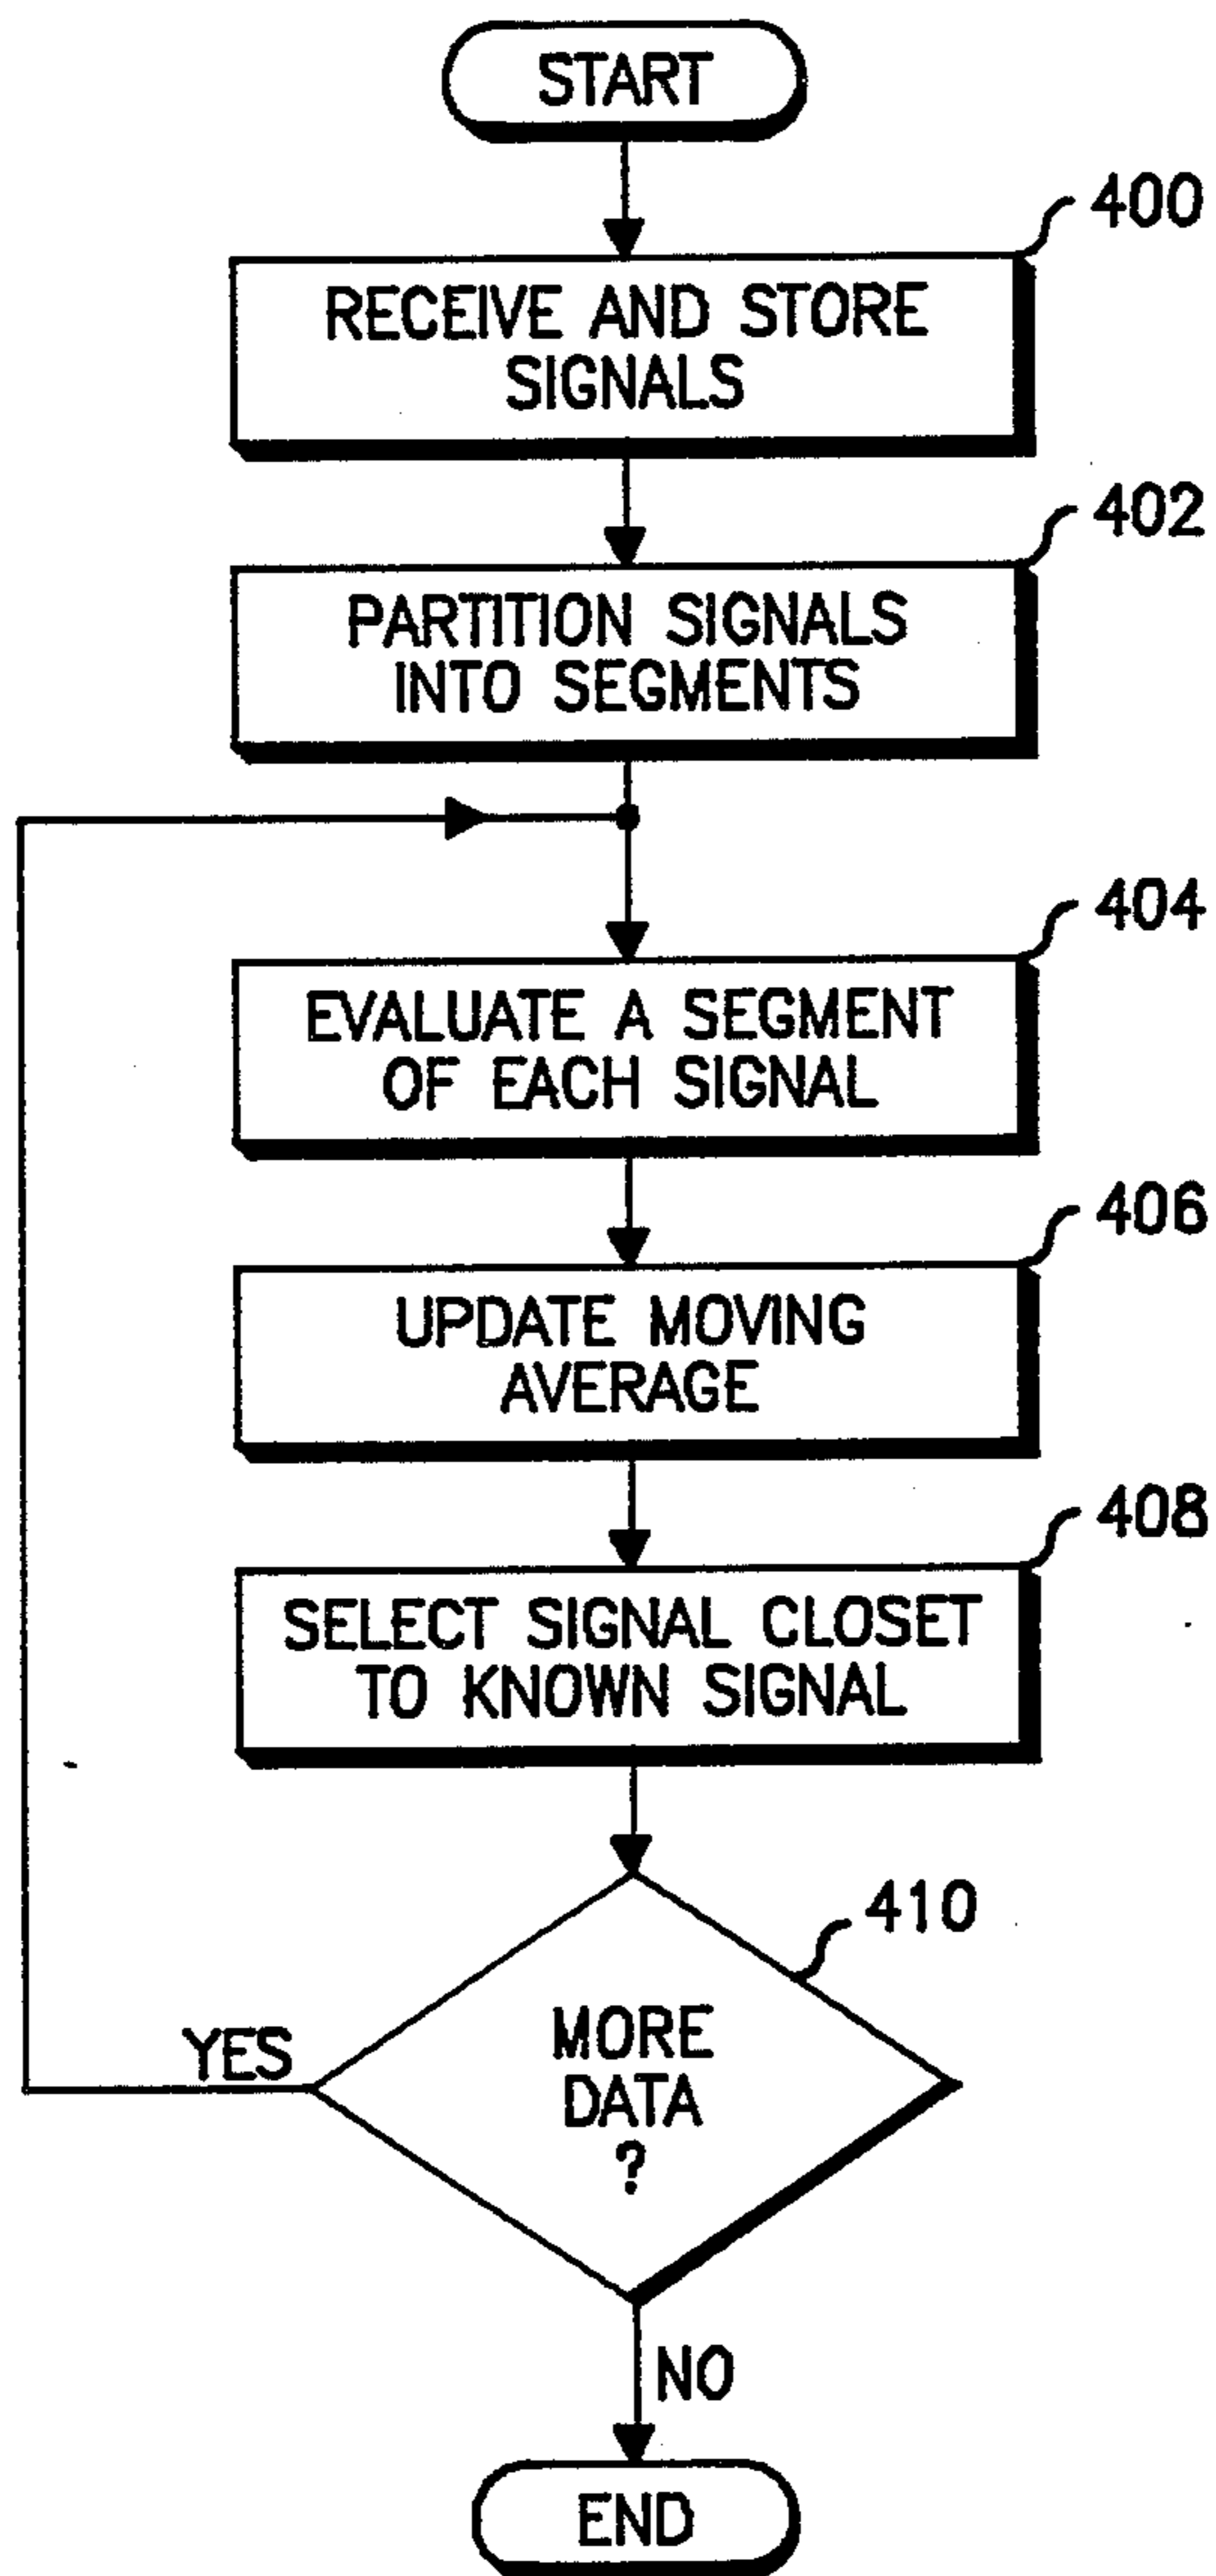 START
400
RECEIVE AND STORE
SIGNALS
402
PARTITION SIGNALS
INTO SEGMENTS
404
EVALUATE A SEGMENT
OF EACH SIGNAL
406
UPDATE MOVING
AVERAGE
408
SELECT SIGNAL CLOSET
TO KNOWN SIGNAL
410
MORE
DATA
?
YES
NO
END